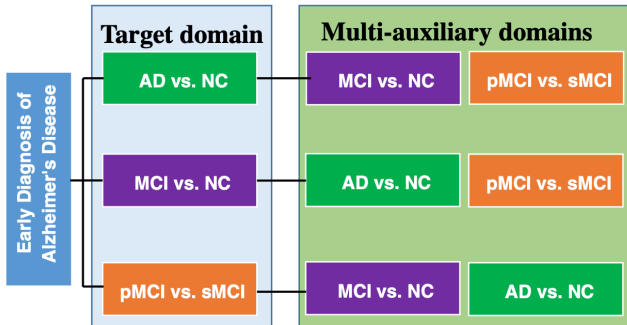 Target domain
Multi-auxiliary domains
Early Diagnosis of
Alzheimer's Disease
AD vs. NC
MCI vs. NC
pMCI vs. sMCI
MCI vs. NC
AD vs. NC
pMCI vs. sMCI
pMCI vs. sMCI
MCI vs. NC
AD vs. NC